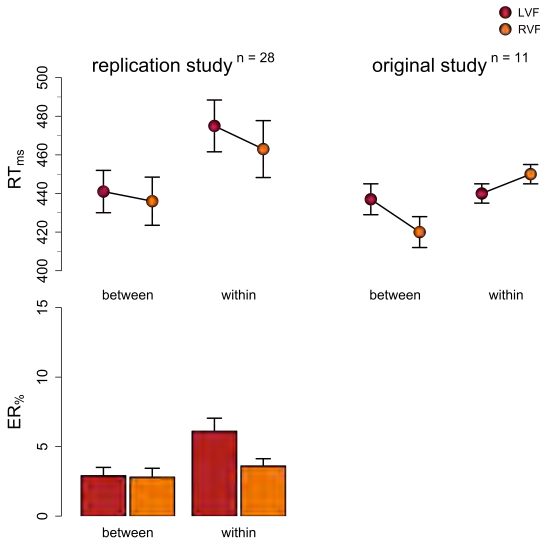 LVF
RVF
replication study n = 28
original study n = 11
RTms
500
480
460
440
420
400
between within
between within
ER%
15
10
5
0
between within